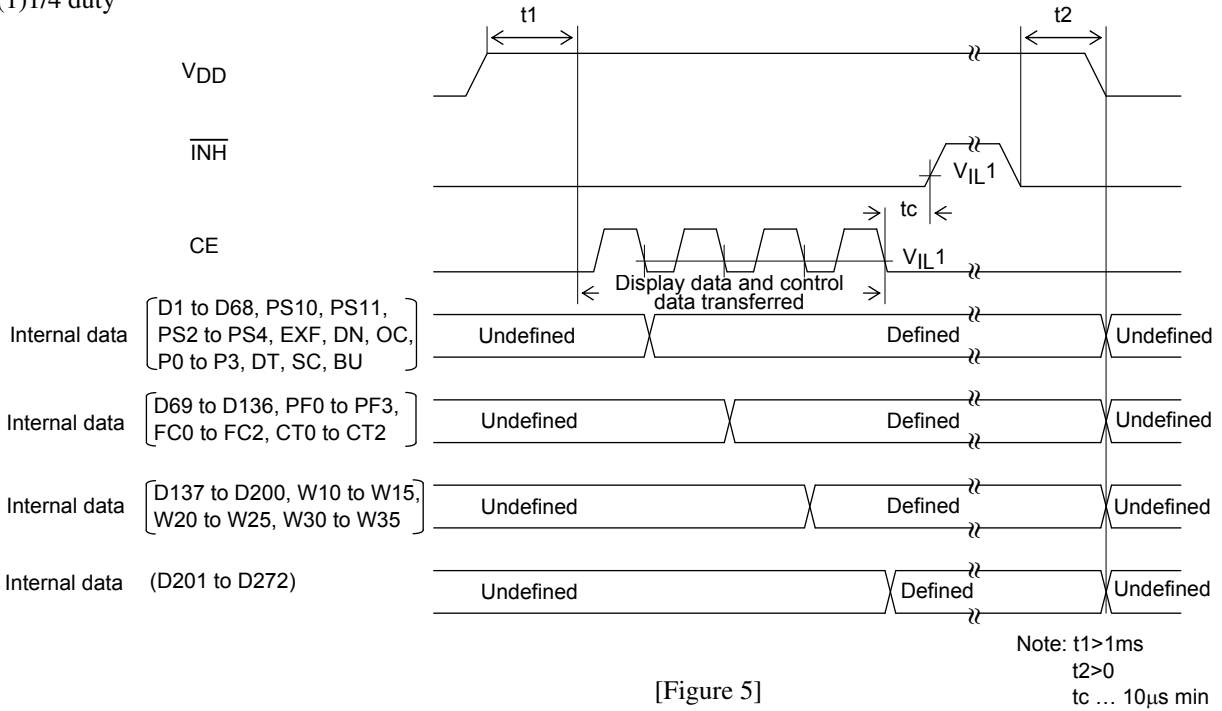 (1)1/4 duty
t1
t2
VDD
INH
VIL1
tc
CE
VIL1
Display data and control
data transferred
Internal data
D1 to D68, PS10, PS11,
PS2 to PS4, EXF, DN, OC,
P0 to P3, DT, SC, BU
Undefined
Defined
Undefined
Internal data
D69 to D136, PF0 to PF3,
FC0 to FC2, CT0 to CT2
Undefined
Defined
Undefined
Internal data
D137 to D200, W10 to W15,
W20 to W25, W30 to W35
Undefined
Defined
Undefined
Internal data
(D201 to D272)
Undefined
Defined
Undefined
Note: t1>1ms
t2>0
tc … 10μs min
[Figure 5]